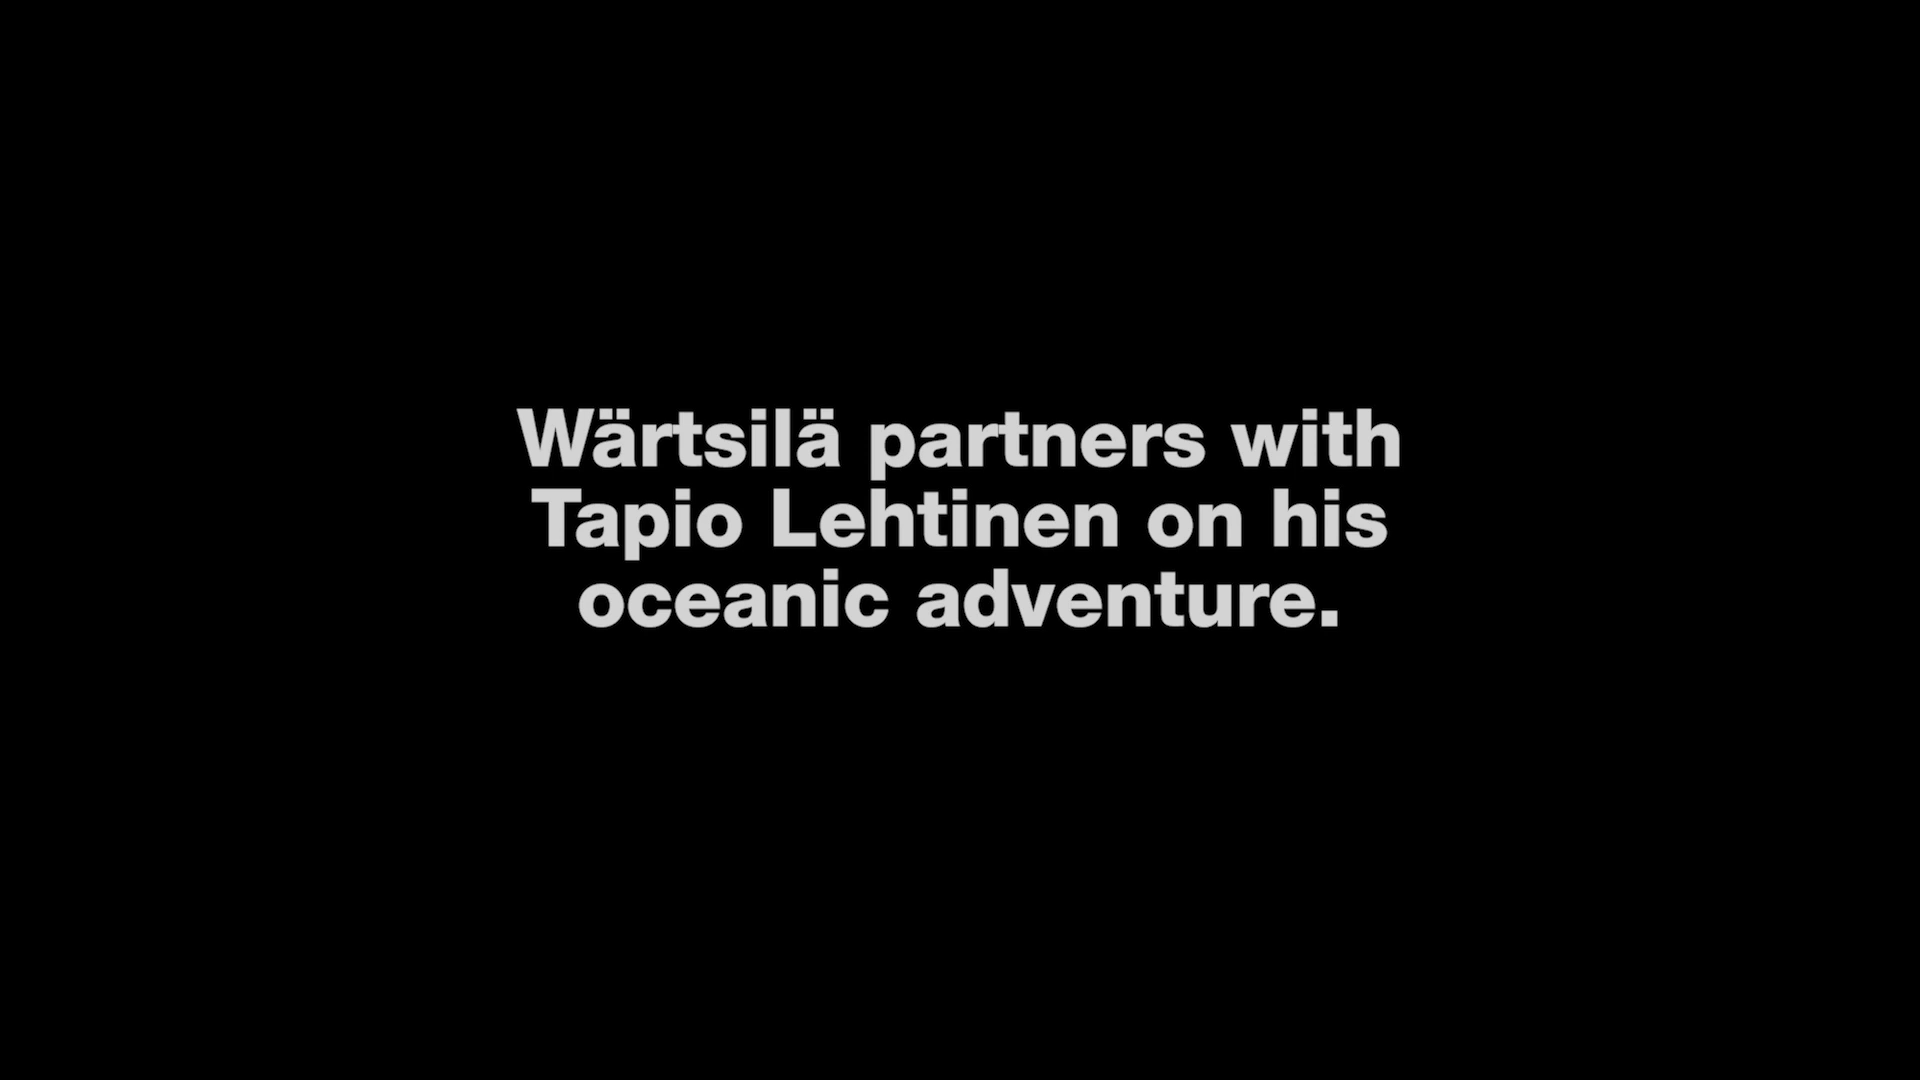 Wärtsilä partners with
Tapio Lehtinen on his
oceanic adventure.